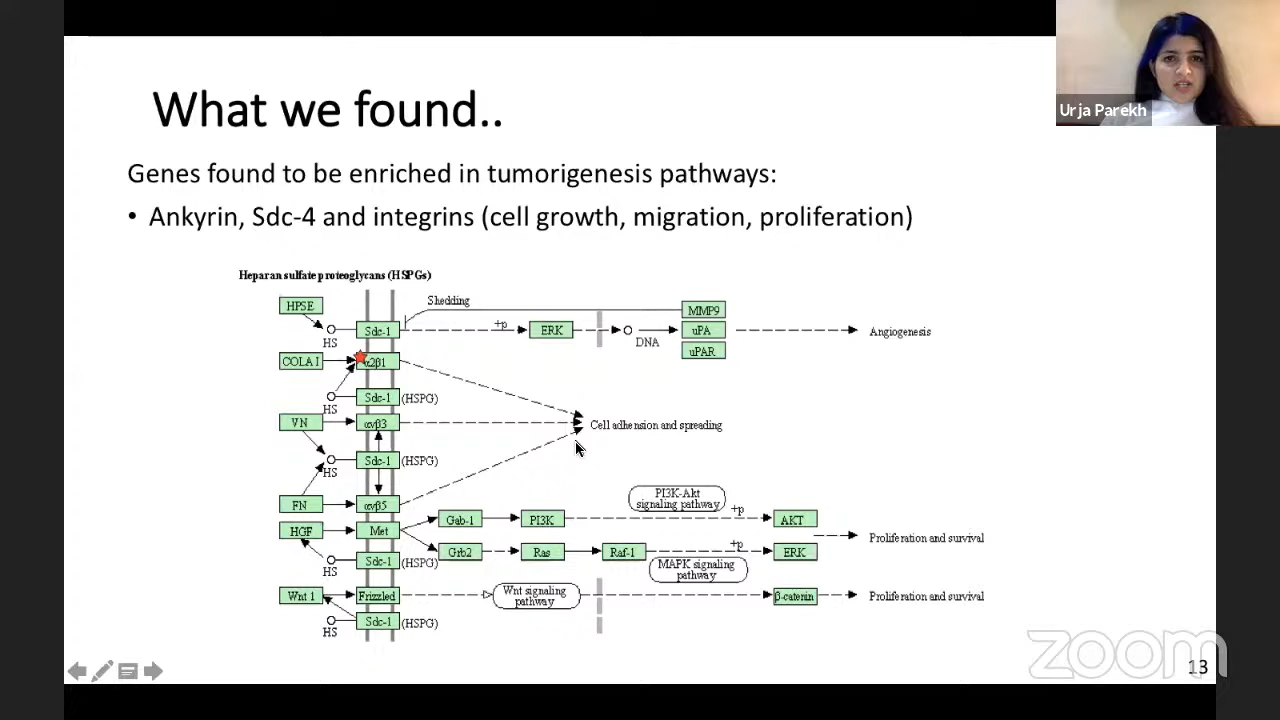 What we found..
Urja Parekh
Genes found to be enriched in tumorigenesis pathways:
• Ankyrin, Sdc-4 and integrins (cell growth, migration, proliferation)
Heparan sulfate proteoglycans (HSPGs)
HPSE
Shedding
MMP9
HS
Sdc-1
+p
ERK
DNA
uPA
Angiogenesis
uPAR
COLA I
α2β1
HS
Sdc-1 (HSPG)
VN
αvβ3
Cell adhension and spreading
HS
Sdc-1 (HSPG)
FN
αvβ5
PI3K-Akt
signaling pathway
+p
HGF
Met
Gab-1
PI3K
AKT
Proliferation and survival
Grb2
Ras
Raf-1
+p
ERK
HS
Sdc-1 (HSPG)
MAPK signaling
pathway
Wnt 1
Frizzled
Wnt signaling
pathway
β-catenin
Proliferation and survival
HS
Sdc-1 (HSPG)
zoom
13